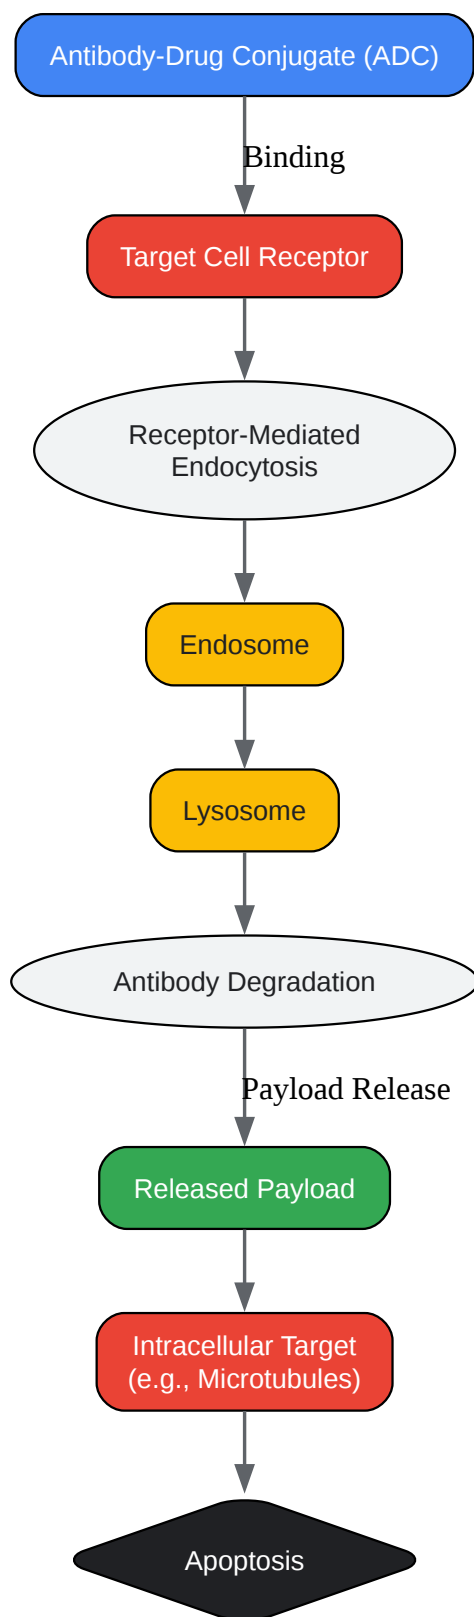 Antibody-Drug Conjugate (ADC)
Binding
Target Cell Receptor
Receptor-Mediated
Endocytosis
Endosome
Lysosome
Antibody Degradation
Payload Release
Released Payload
Intracellular Target
(e.g., Microtubules)
Apoptosis